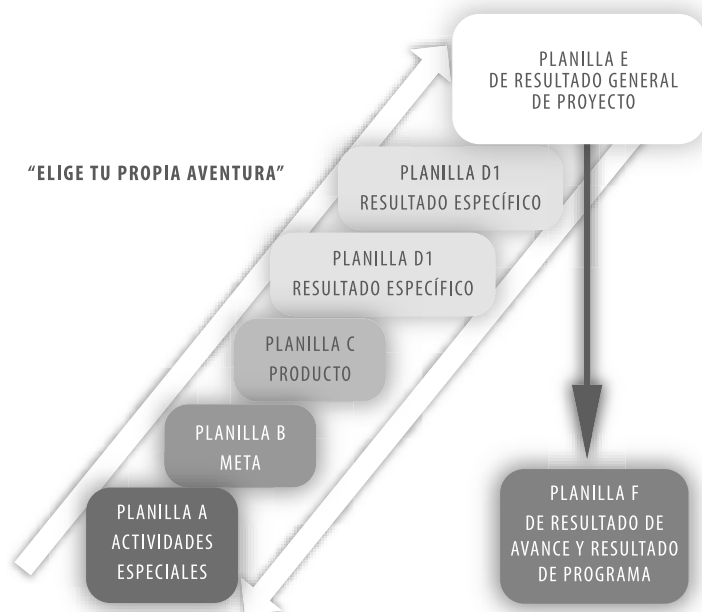 PLANILLA E
DE RESULTADO GENERAL
DE PROYECTO
“ELIGE TU PROPIA AVENTURA”
PLANILLA D1
RESULTADO ESPECÍFICO
PLANILLA D1
RESULTADO ESPECÍFICO
PLANILLA C
PRODUCTO
PLANILLA B
META
PLANILLA A
ACTIVIDADES
ESPECIALES
PLANILLA F
DE RESULTADO DE
AVANCE Y RESULTADO
DE PROGRAMA